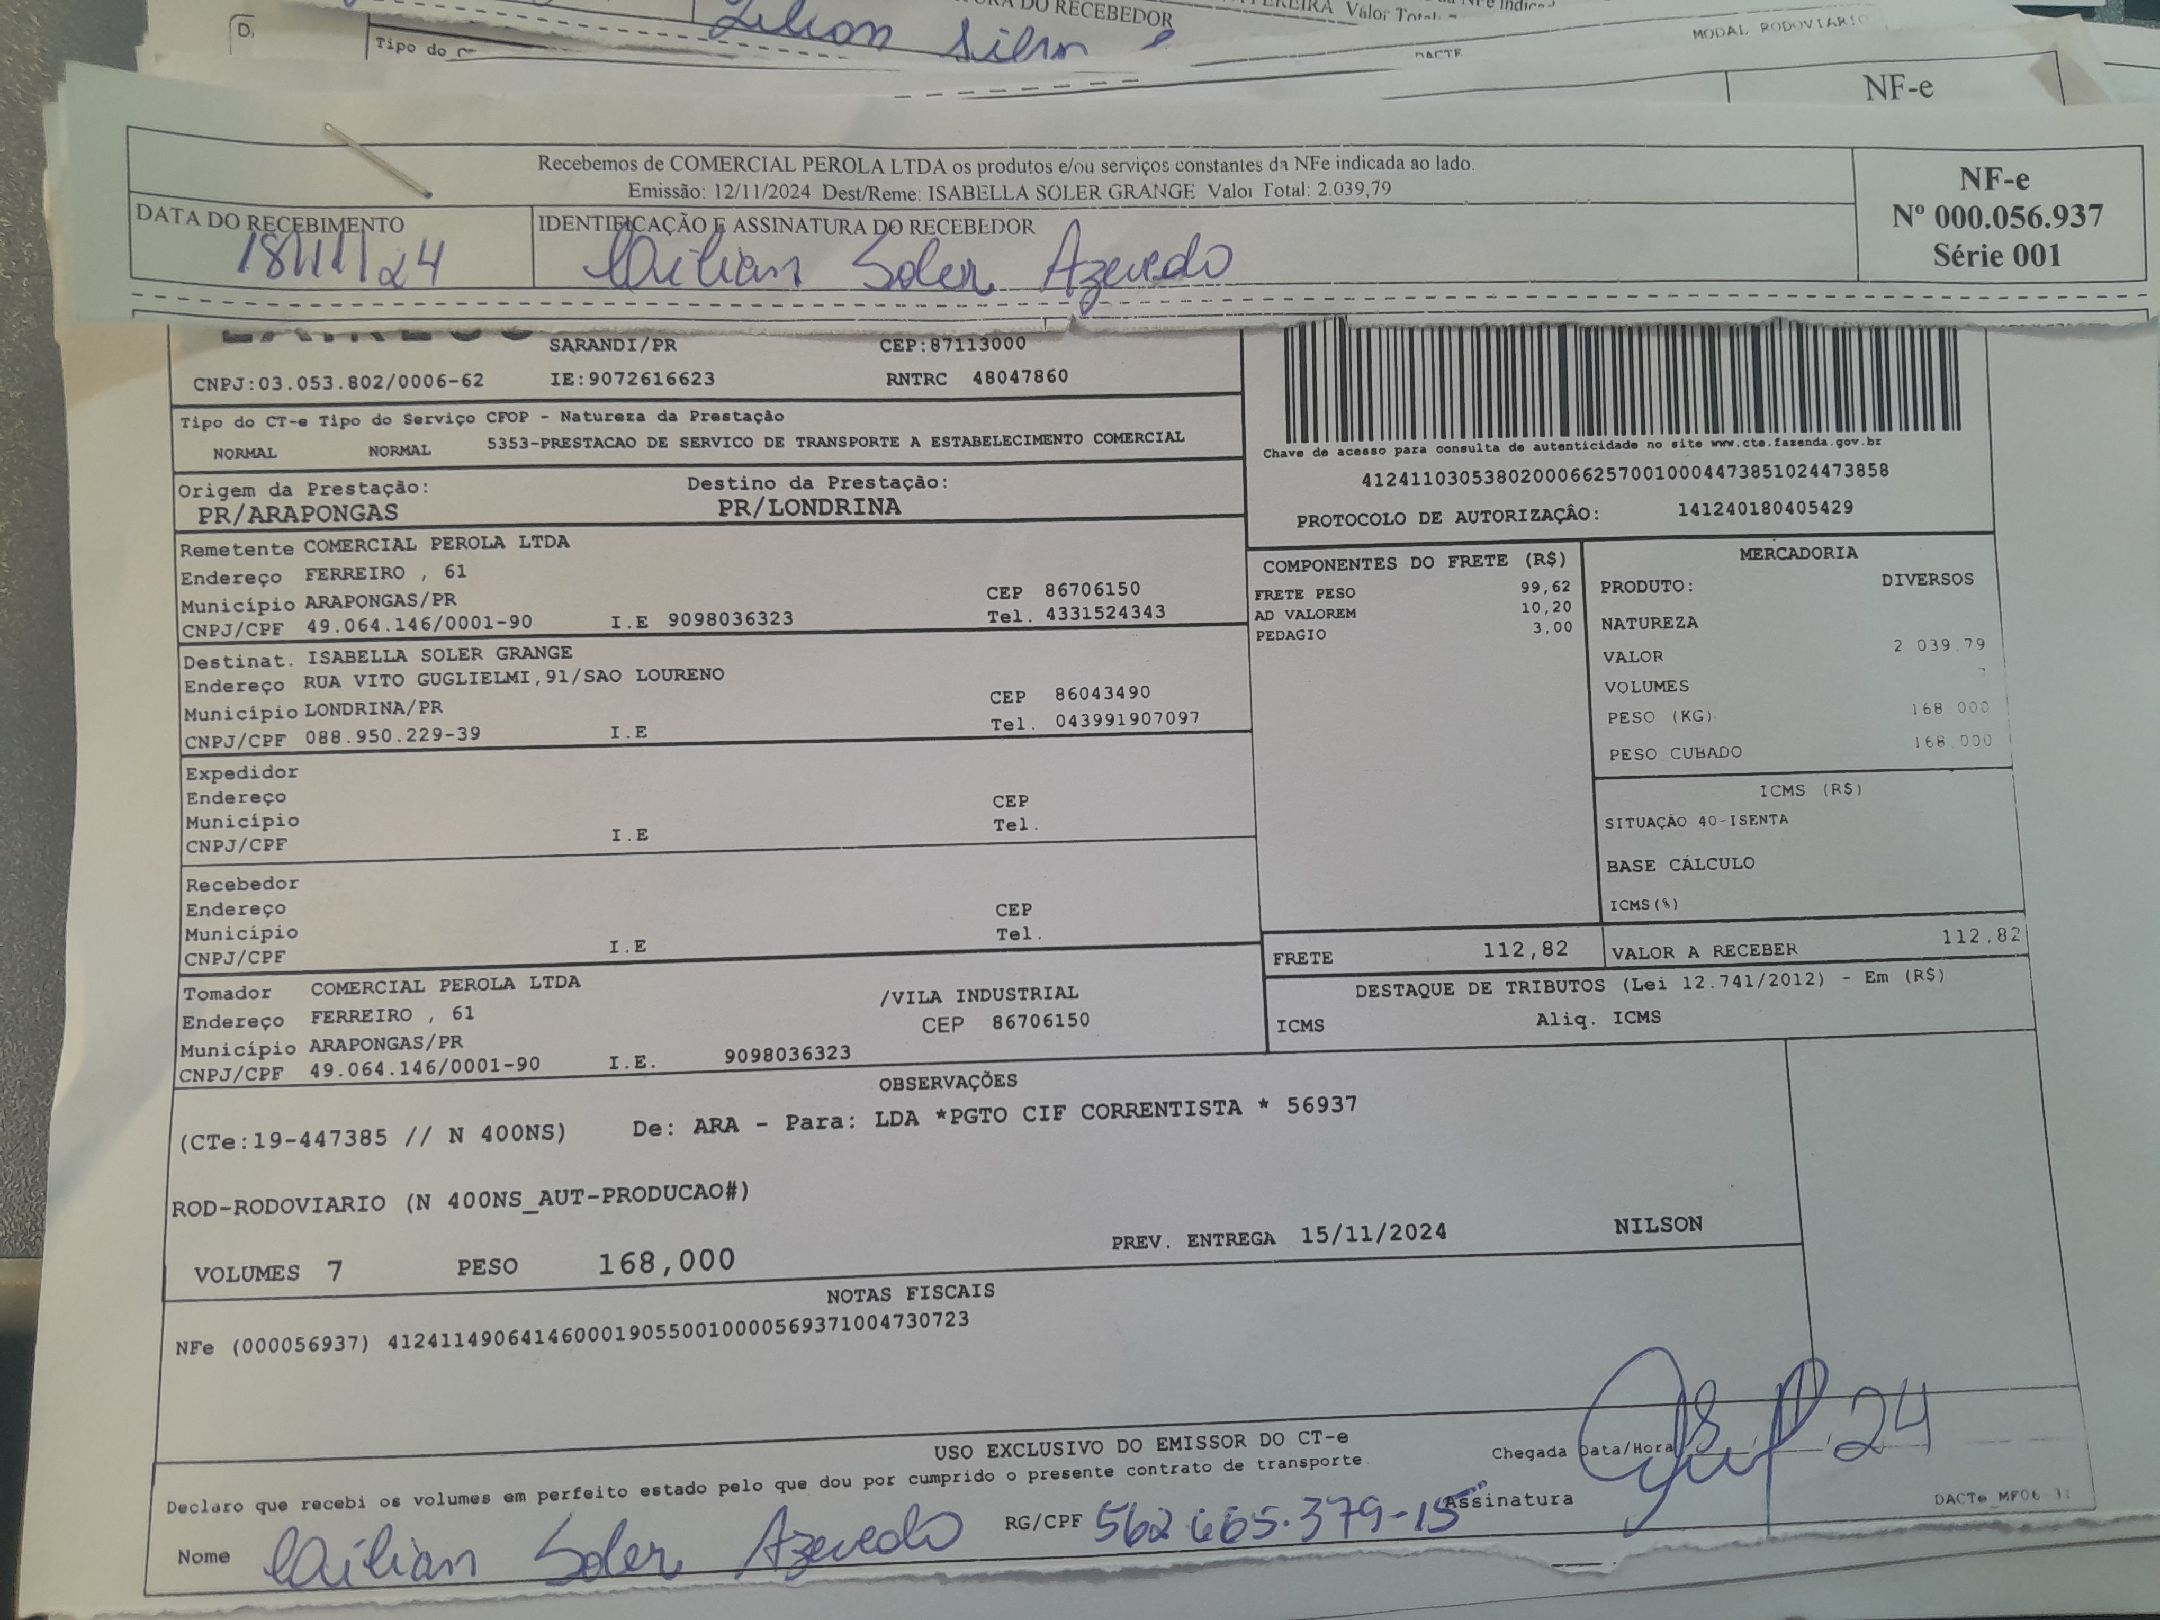 DO RECEBEDOR
Valor Total:
NFe indica
D
Tipo do
Lilian Silva
DACTE
MODAL RODOVIARIO
NF-e
Recebemos de COMERCIAL PEROLA LTDA os produtos e/ou serviços constantes da NFe indicada ao lado.
Emissão: 12/11/2024 Dest/Reme: ISABELLA SOLER GRANGE Valor Total: 2.039,79
DATA DO RECEBIMENTO
18/11/24
IDENTIFICAÇÃO E ASSINATURA DO RECEBEDOR
Soler Azevedo
NF-e
Nº 000.056.937
Série 001
SARANDI/PR CEP:87113000
CNPJ:03.053.802/0006-62 IE:9072616623 RNTRC 48047860
Tipo do CT-e Tipo do Serviço CFOP - Natureza da Prestação
NORMAL NORMAL 5353-PRESTACAO DE SERVICO DE TRANSPORTE A ESTABELECIMENTO COMERCIAL
Chave de acesso para consulta de autenticidade no site www.cte.fazenda.gov.br
41241103053802000662570010004473851024473858
PROTOCOLO DE AUTORIZAÇÃO: 141240180405429
Origem da Prestação: Destino da Prestação:
PR/ARAPONGAS PR/LONDRINA
Remetente COMERCIAL PEROLA LTDA
Endereço FERREIRO , 61
Município ARAPONGAS/PR CEP 86706150
CNPJ/CPF 49.064.146/0001-90 I.E 9098036323 Tel. 4331524343
Destinat. ISABELLA SOLER GRANGE
Endereço RUA VITO GUGLIELMI,91/SAO LOURENO
Município LONDRINA/PR CEP 86043490
CNPJ/CPF 088.950.229-39 I.E Tel. 043991907097
Expedidor
Endereço
Município CEP
CNPJ/CPF I.E Tel.
Recebedor
Endereço
Município CEP
CNPJ/CPF I.E Tel.
Tomador COMERCIAL PEROLA LTDA
Endereço FERREIRO , 61 /VILA INDUSTRIAL
Município ARAPONGAS/PR CEP 86706150
CNPJ/CPF 49.064.146/0001-90 I.E. 9098036323
COMPONENTES DO FRETE (R$)
FRETE PESO 99,62
AD VALOREM 10,20
PEDAGIO 3,00
MERCADORIA
PRODUTO: DIVERSOS
NATUREZA
VALOR 2 039,79
VOLUMES 7
PESO (KG) 168 000
PESO CUBADO 168,000
ICMS (R$)
SITUAÇÃO 40-ISENTA
BASE CÁLCULO
ICMS(%)
FRETE 112,82 VALOR A RECEBER 112,82
DESTAQUE DE TRIBUTOS (Lei 12.741/2012) - Em (R$)
ICMS Aliq. ICMS
OBSERVAÇÕES
(CTe:19-447385 // N 400NS) De: ARA - Para: LDA *PGTO CIF CORRENTISTA * 56937
ROD-RODOVIARIO (N 400NS_AUT-PRODUCAO#)
VOLUMES 7 PESO 168,000 PREV. ENTREGA 15/11/2024 NILSON
NOTAS FISCAIS
NFe (000056937) 41241149064146000190550010000569371004730723
USO EXCLUSIVO DO EMISSOR DO CT-e
Declaro que recebi os volumes em perfeito estado pelo que dou por cumprido o presente contrato de transporte.
Chegada Data/Hora 18 24
Nome Soler Azevedo RG/CPF 562 665.379-15 Assinatura
DACTe_MF06